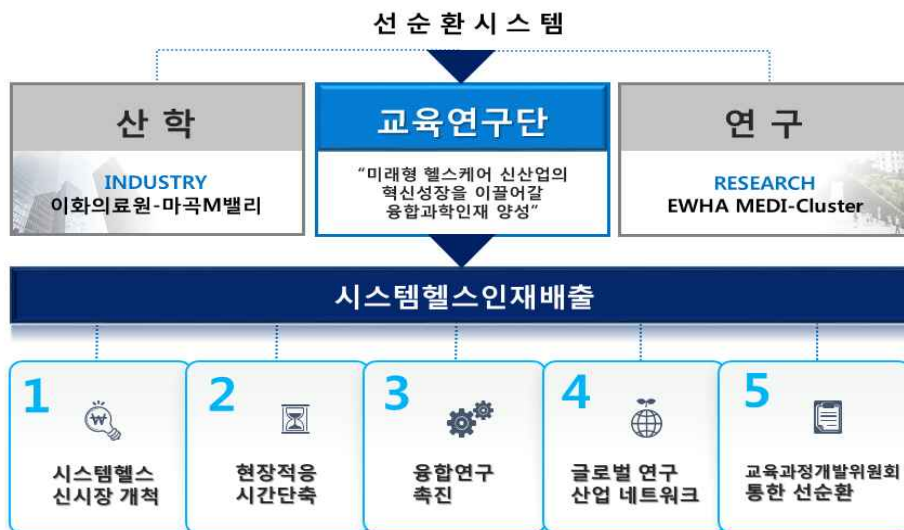 선순환시스템
산학
INDUSTRY
이화의료원-마곡M밸리
교육연구단
“미래형 헬스케어 신산업의
혁신성장을 이끌어갈
융합과학인재 양성”
연구
RESEARCH
EWHA MEDI-Cluster
시스템헬스인재배출
1
시스템헬스
신시장 개척
2
현장적응
시간단축
3
융합연구
촉진
4
글로벌 연구
산업 네트워크
5
교육과정개발위원회
통한 선순환